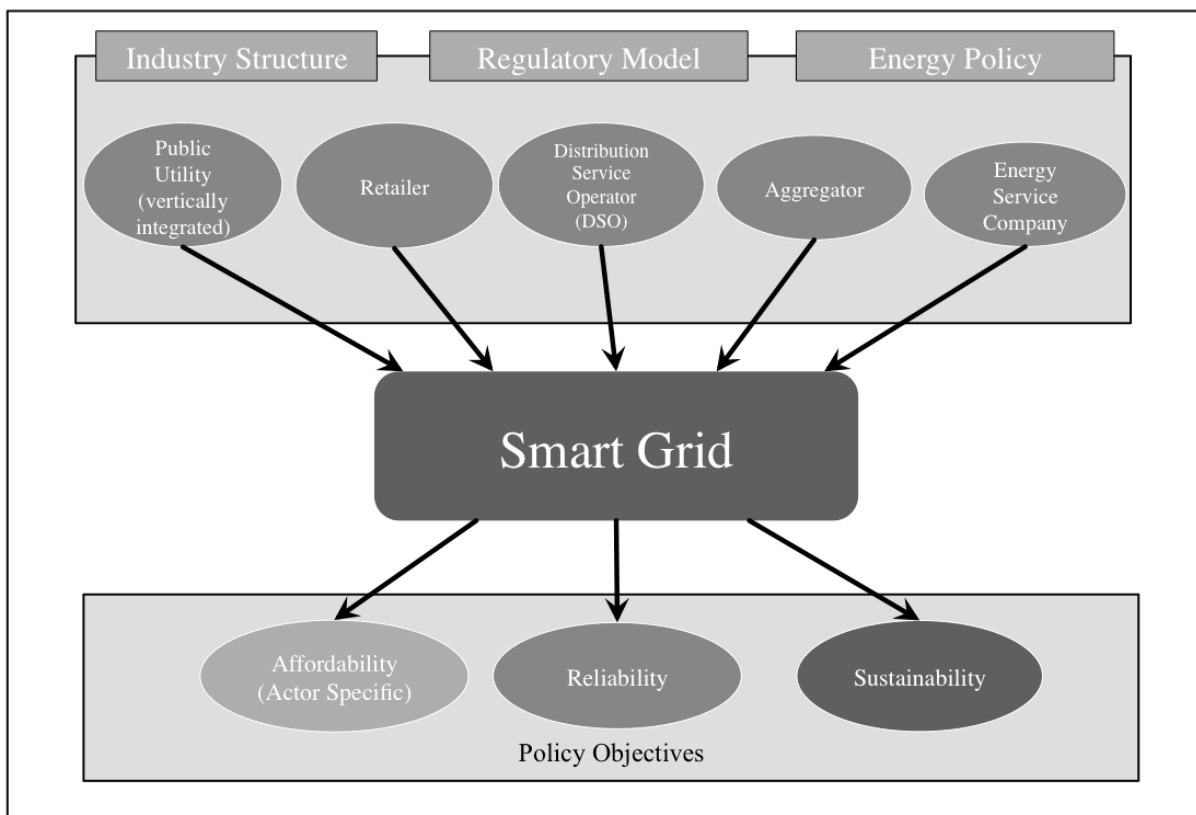 Industry Structure
Regulatory Model
Energy Policy
Public
Utility
(vertically
integrated)
Retailer
Distribution
Service
Operator
(DSO)
Aggregator
Energy
Service
Company
Smart Grid
Affordability
(Actor Specific)
Reliability
Sustainability
Policy Objectives